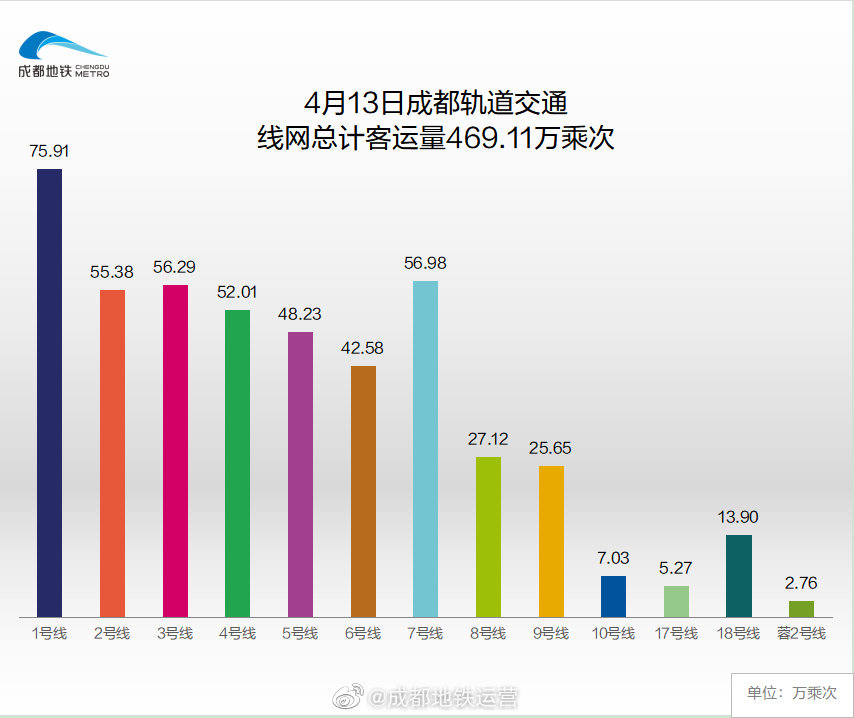 成都地铁 CHENGDU METRO
4月13日成都轨道交通
线网总计客运量469.11万乘次
75.91
55.38
56.29
52.01
48.23
42.58
56.98
27.12
25.65
7.03
5.27
13.90
2.76
1号线 2号线 3号线 4号线 5号线 6号线 7号线 8号线 9号线 10号线 17号线 18号线 蓉2号线
单位：万乘次
@成都地铁运营